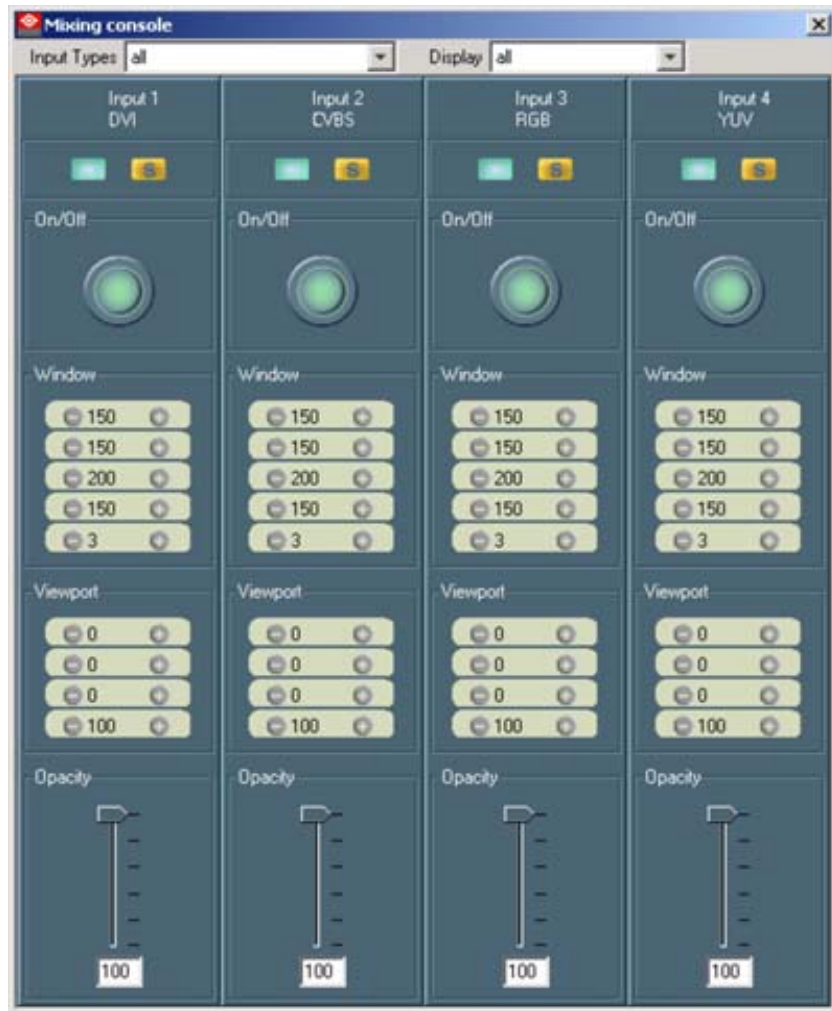 Mixing console
Input Types all Display all
Input 1 Input 2 Input 3 Input 4
DVI CVBS RGB YUV
S S S S
On/Off On/Off On/Off On/Off
Window Window Window Window
150 150 150 150
150 150 150 150
200 200 200 200
150 150 150 150
3 3 3 3
Viewport Viewport Viewport Viewport
0 0 0 0
0 0 0 0
0 0 0 0
100 100 100 100
Opacity Opacity Opacity Opacity
100 100 100 100